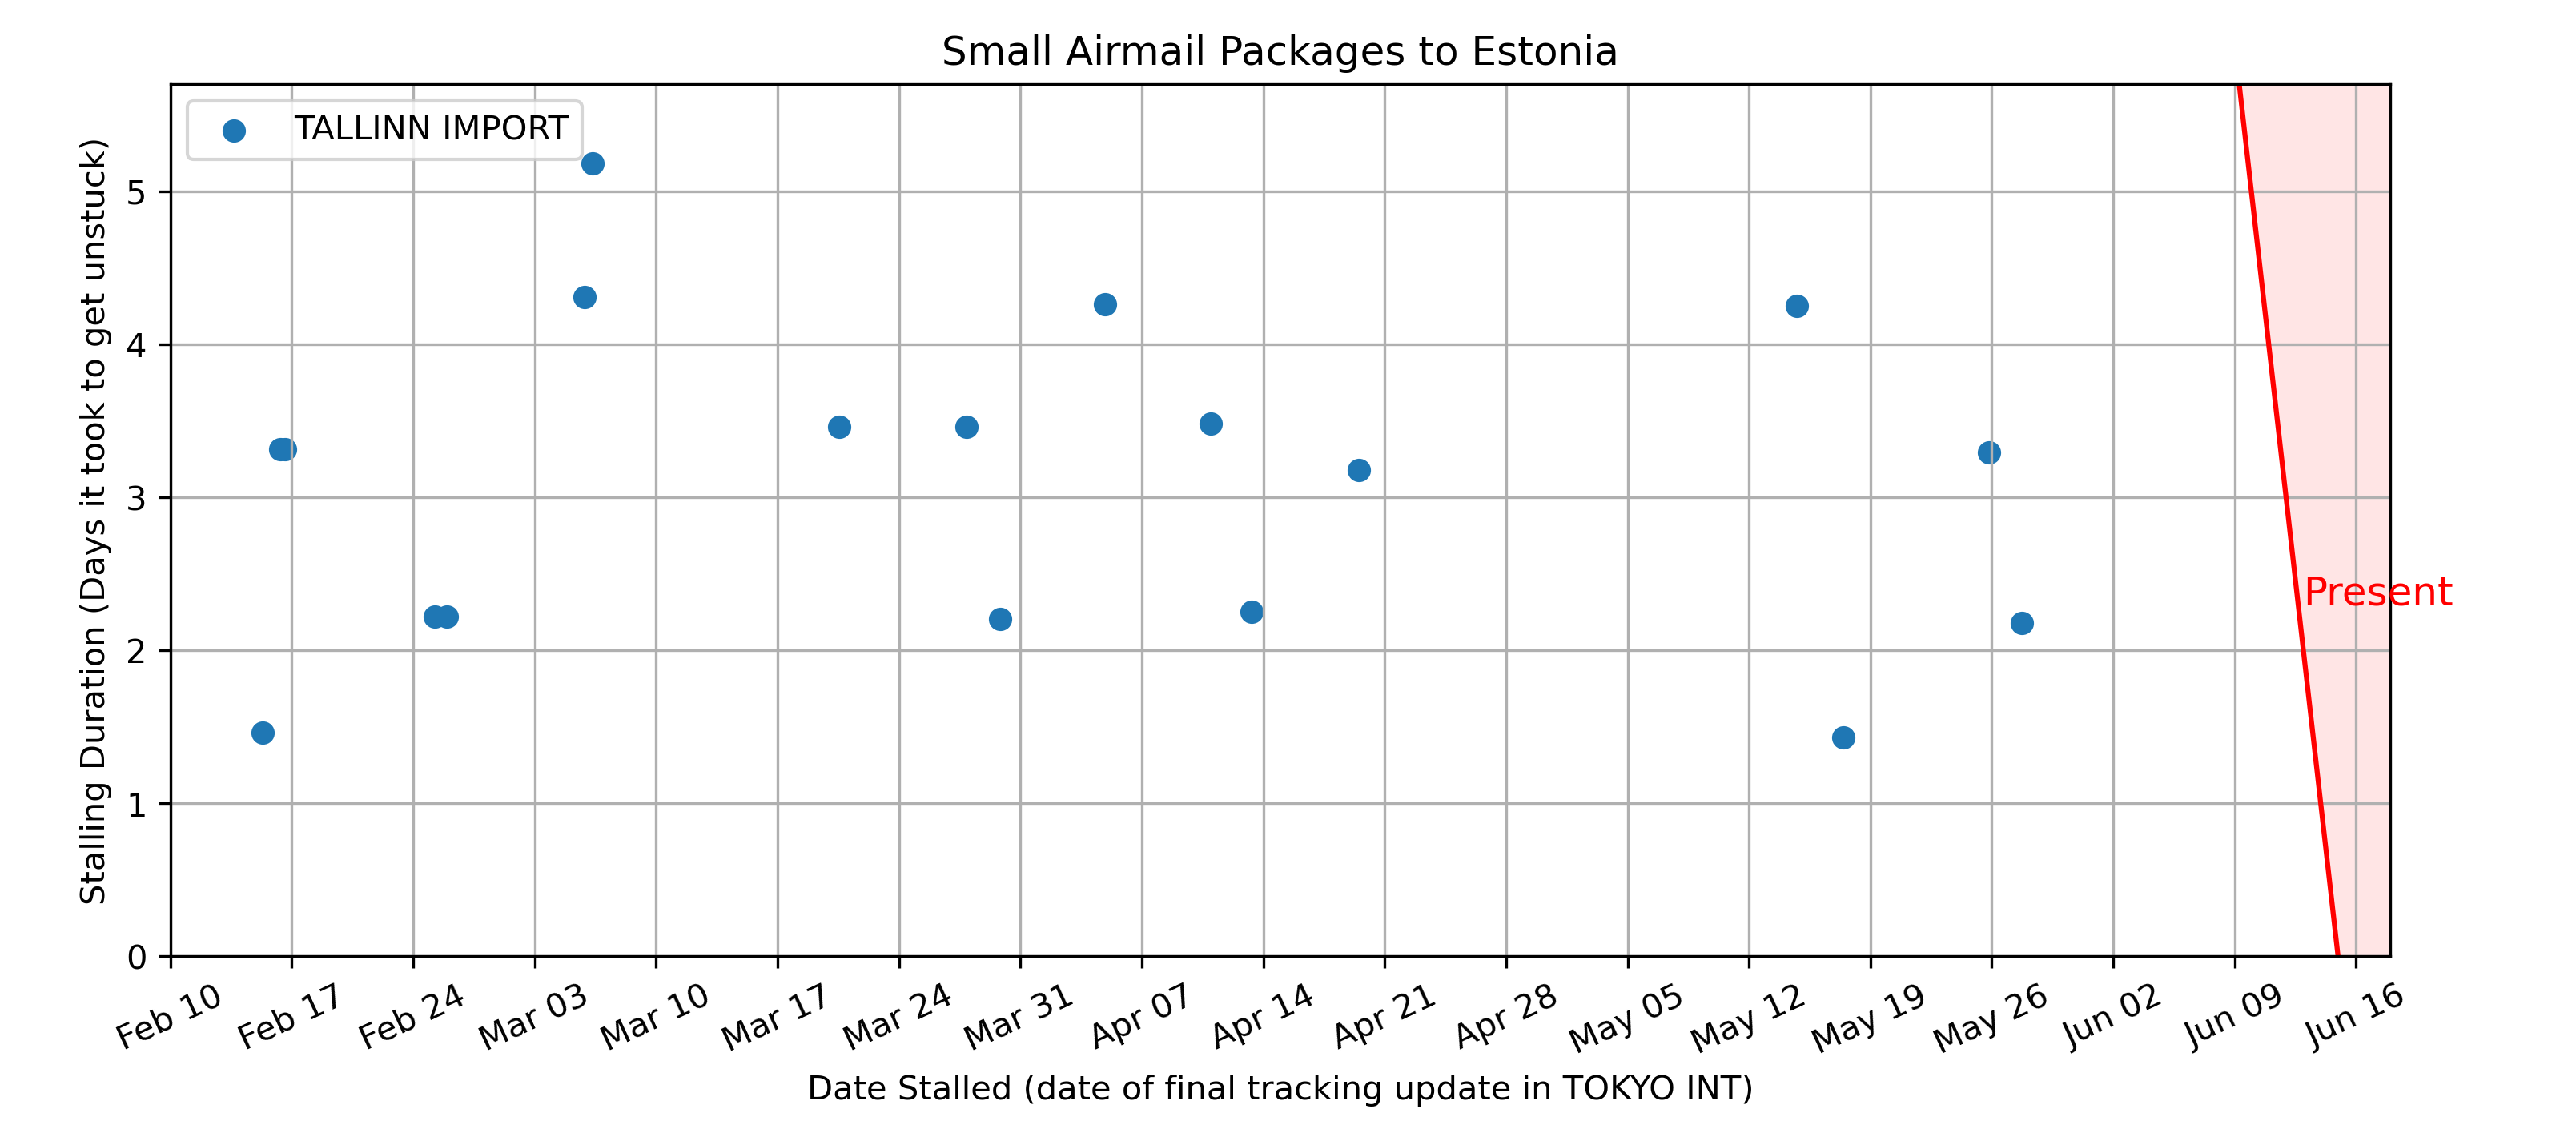 Small Airmail Packages to Estonia
TALLINN IMPORT
Stalling Duration (Days it took to get unstuck)
5
4
3
2
1
0
Present
Feb 10
Feb 17
Feb 24
Mar 03
Mar 10
Mar 17
Mar 24
Mar 31
Apr 07
Apr 14
Apr 21
Apr 28
May 05
May 12
May 19
May 26
Jun 02
Jun 09
Jun 16
Date Stalled (date of final tracking update in TOKYO INT)